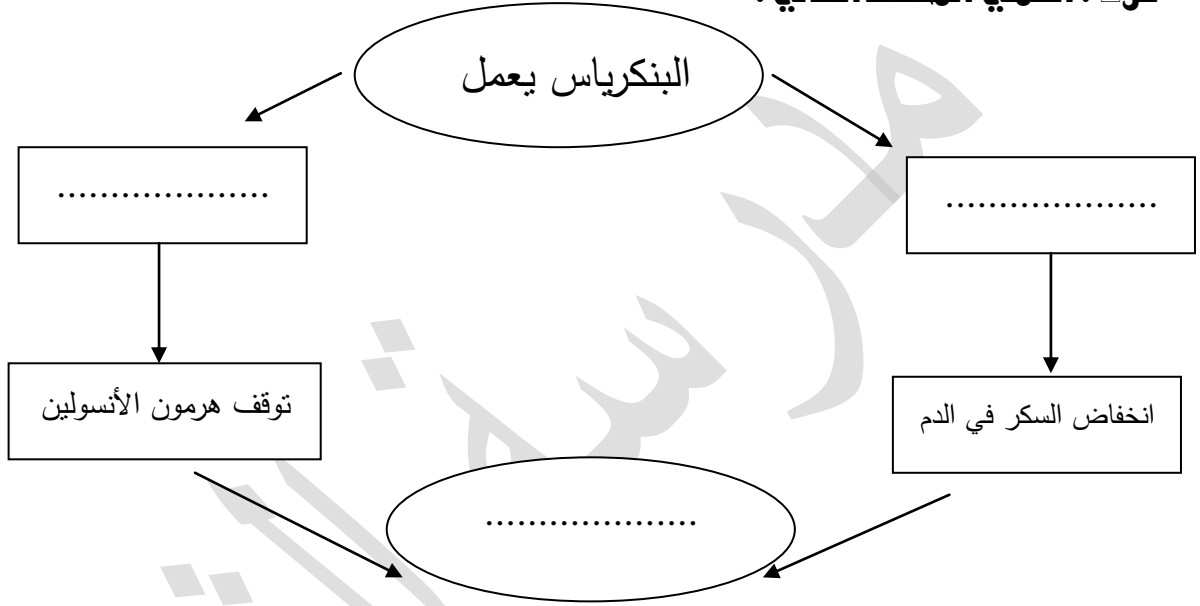 البنكرياس يعمل
....................
....................
انخفاض السكر في الدم
توقف هرمون الأنسولين
....................